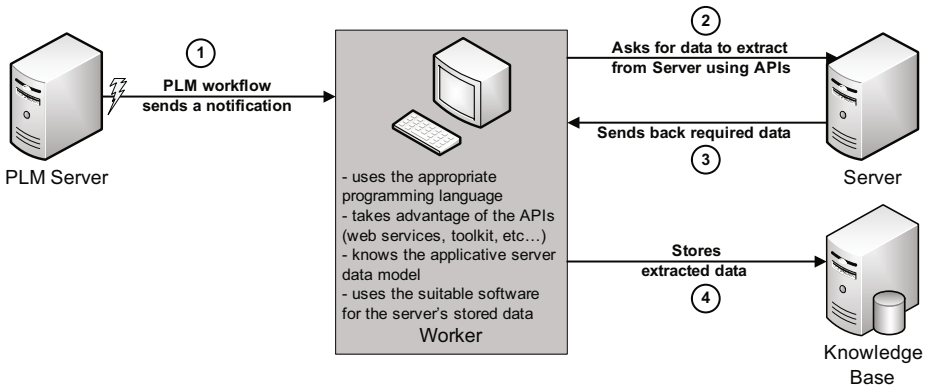 1
PLM workflow
sends a notification
PLM Server
- uses the appropriate
programming language
- takes advantage of the APIs
(web services, toolkit, etc…)
- knows the applicative server
data model
- uses the suitable software
for the server's stored data
Worker
2
Asks for data to extract
from Server using APIs
Sends back required data
3
Server
Stores
extracted data
4
Knowledge
Base